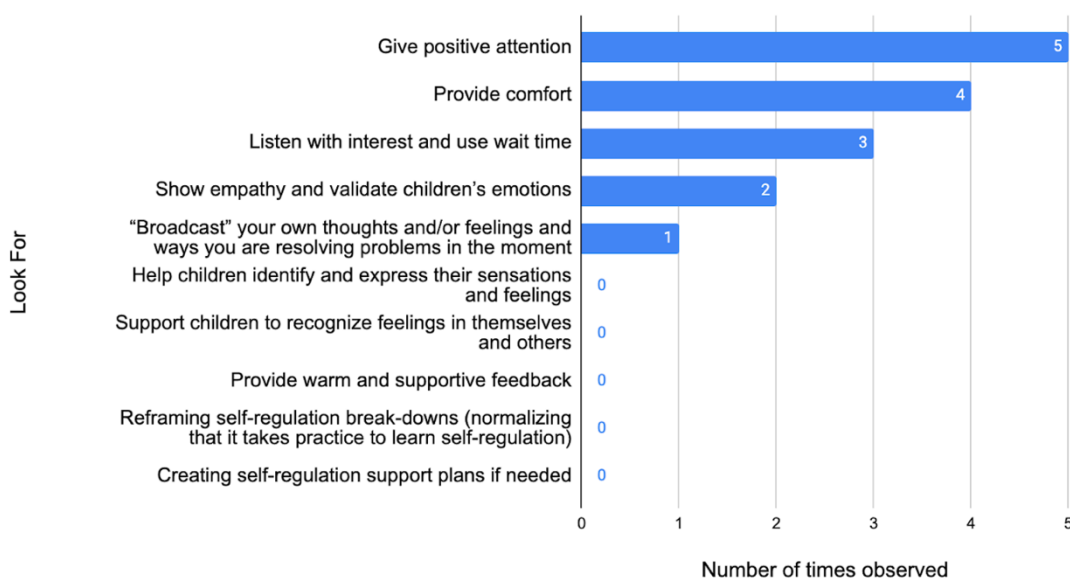 Give positive attention
5
Provide comfort
4
Listen with interest and use wait time
3
Show empathy and validate children’s emotions
2
“Broadcast” your own thoughts and/or feelings and
ways you are resolving problems in the moment
1
Help children identify and express their sensations
and feelings
0
Support children to recognize feelings in themselves
and others
0
Provide warm and supportive feedback
0
Reframing self-regulation break-downs (normalizing
that it takes practice to learn self-regulation)
0
Creating self-regulation support plans if needed
0
Look For
0 1 2 3 4 5
Number of times observed